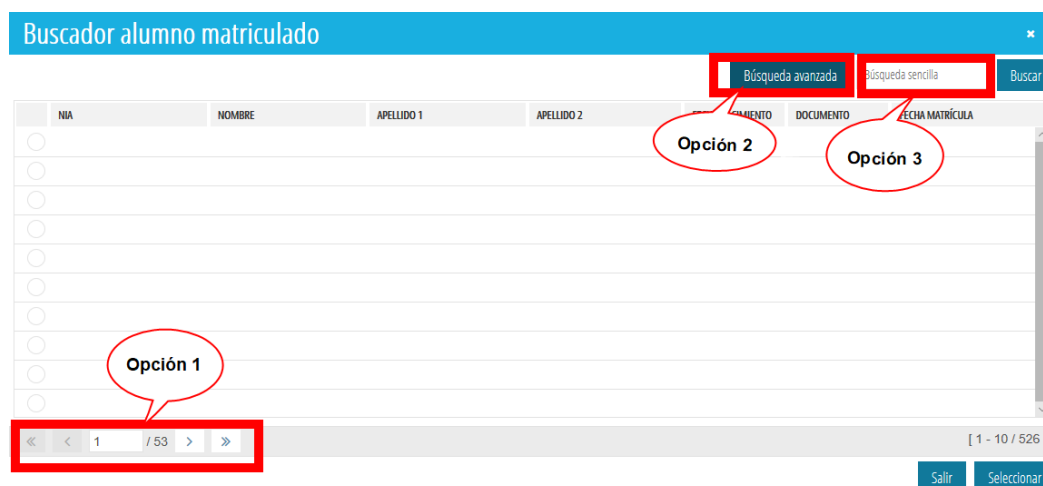 Buscador alumno matriculado
Búsqueda avanzada Búsqueda sencilla Buscar
NIA NOMBRE APELLIDO 1 APELLIDO 2 DOCUMENTO FECHA MATRÍCULA
Opción 2
Opción 3
Opción 1
« < 1 / 53 > »
[ 1 - 10 / 526
Salir Seleccionar